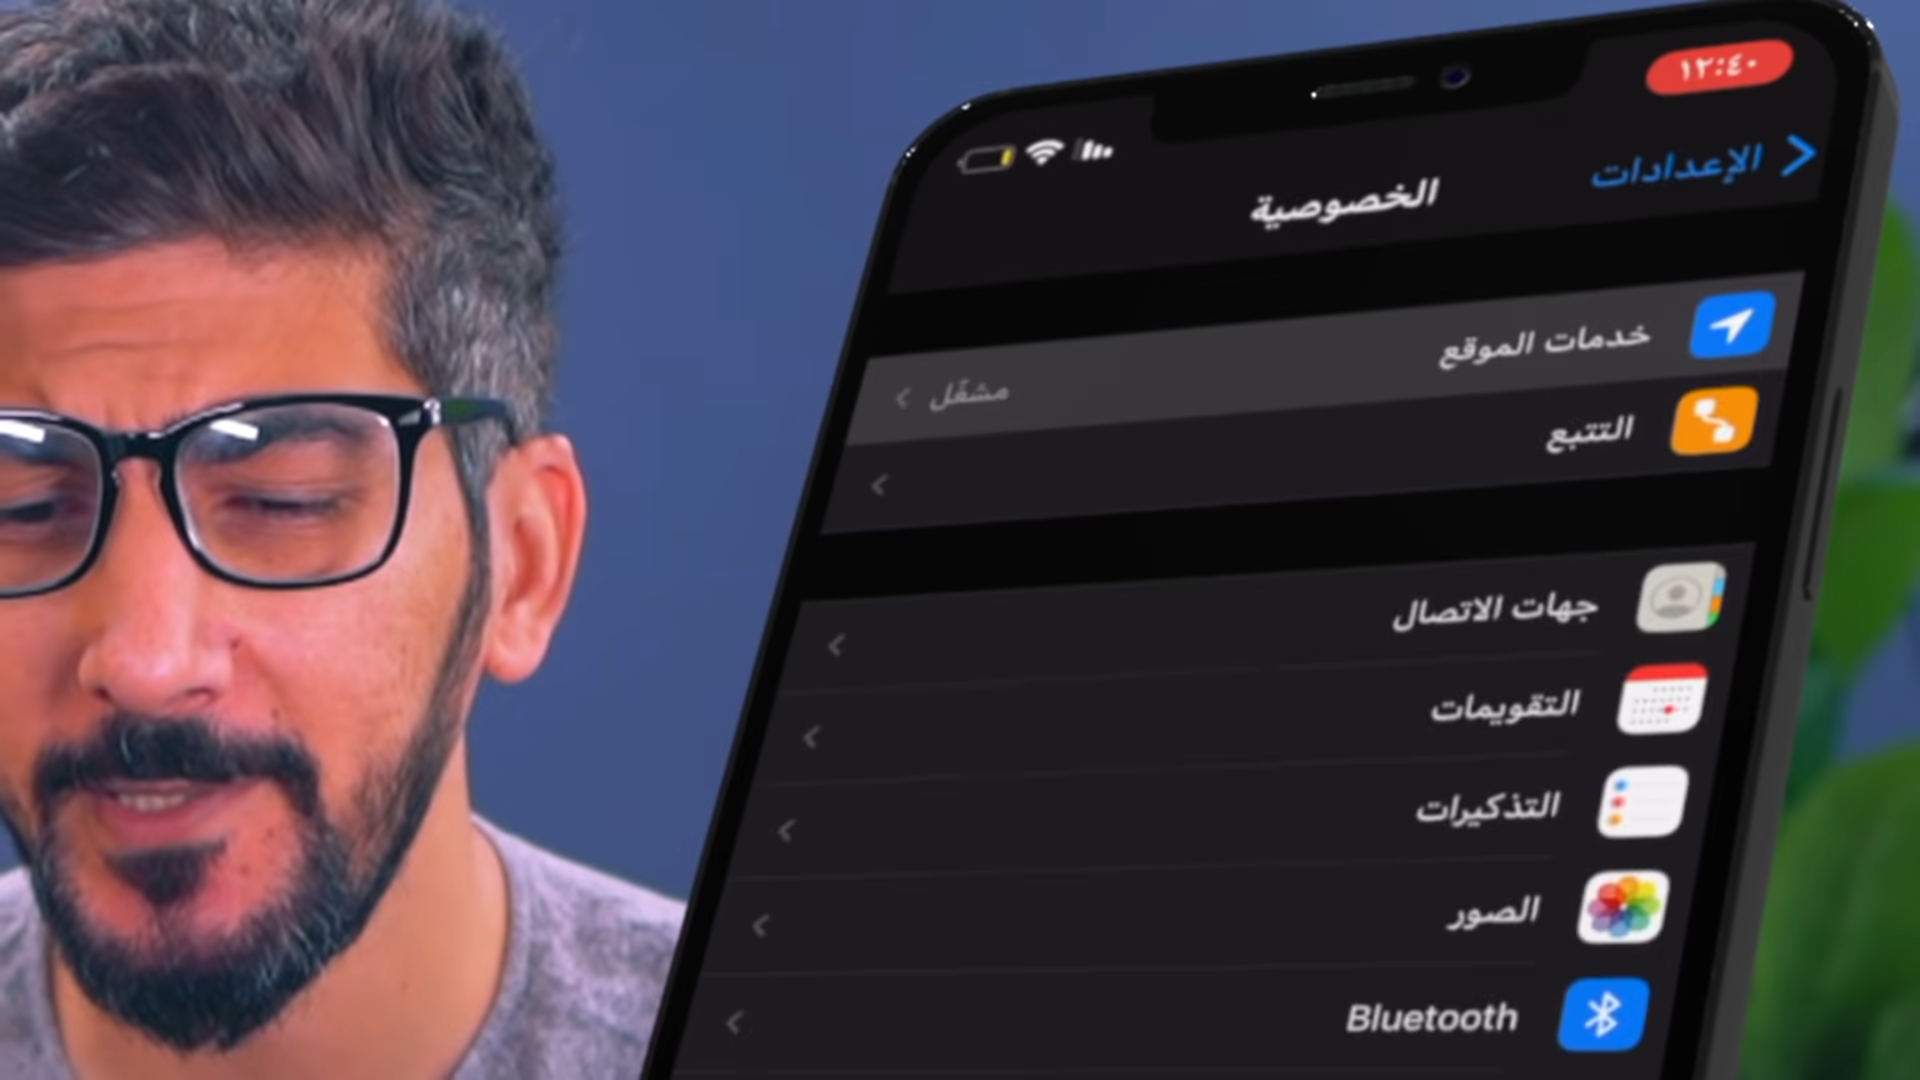 ١٢:٤٠
الإعدادات
الخصوصية
خدمات الموقع مشغّل
التتبع
جهات الاتصال
التقويمات
التذكيرات
الصور
Bluetooth